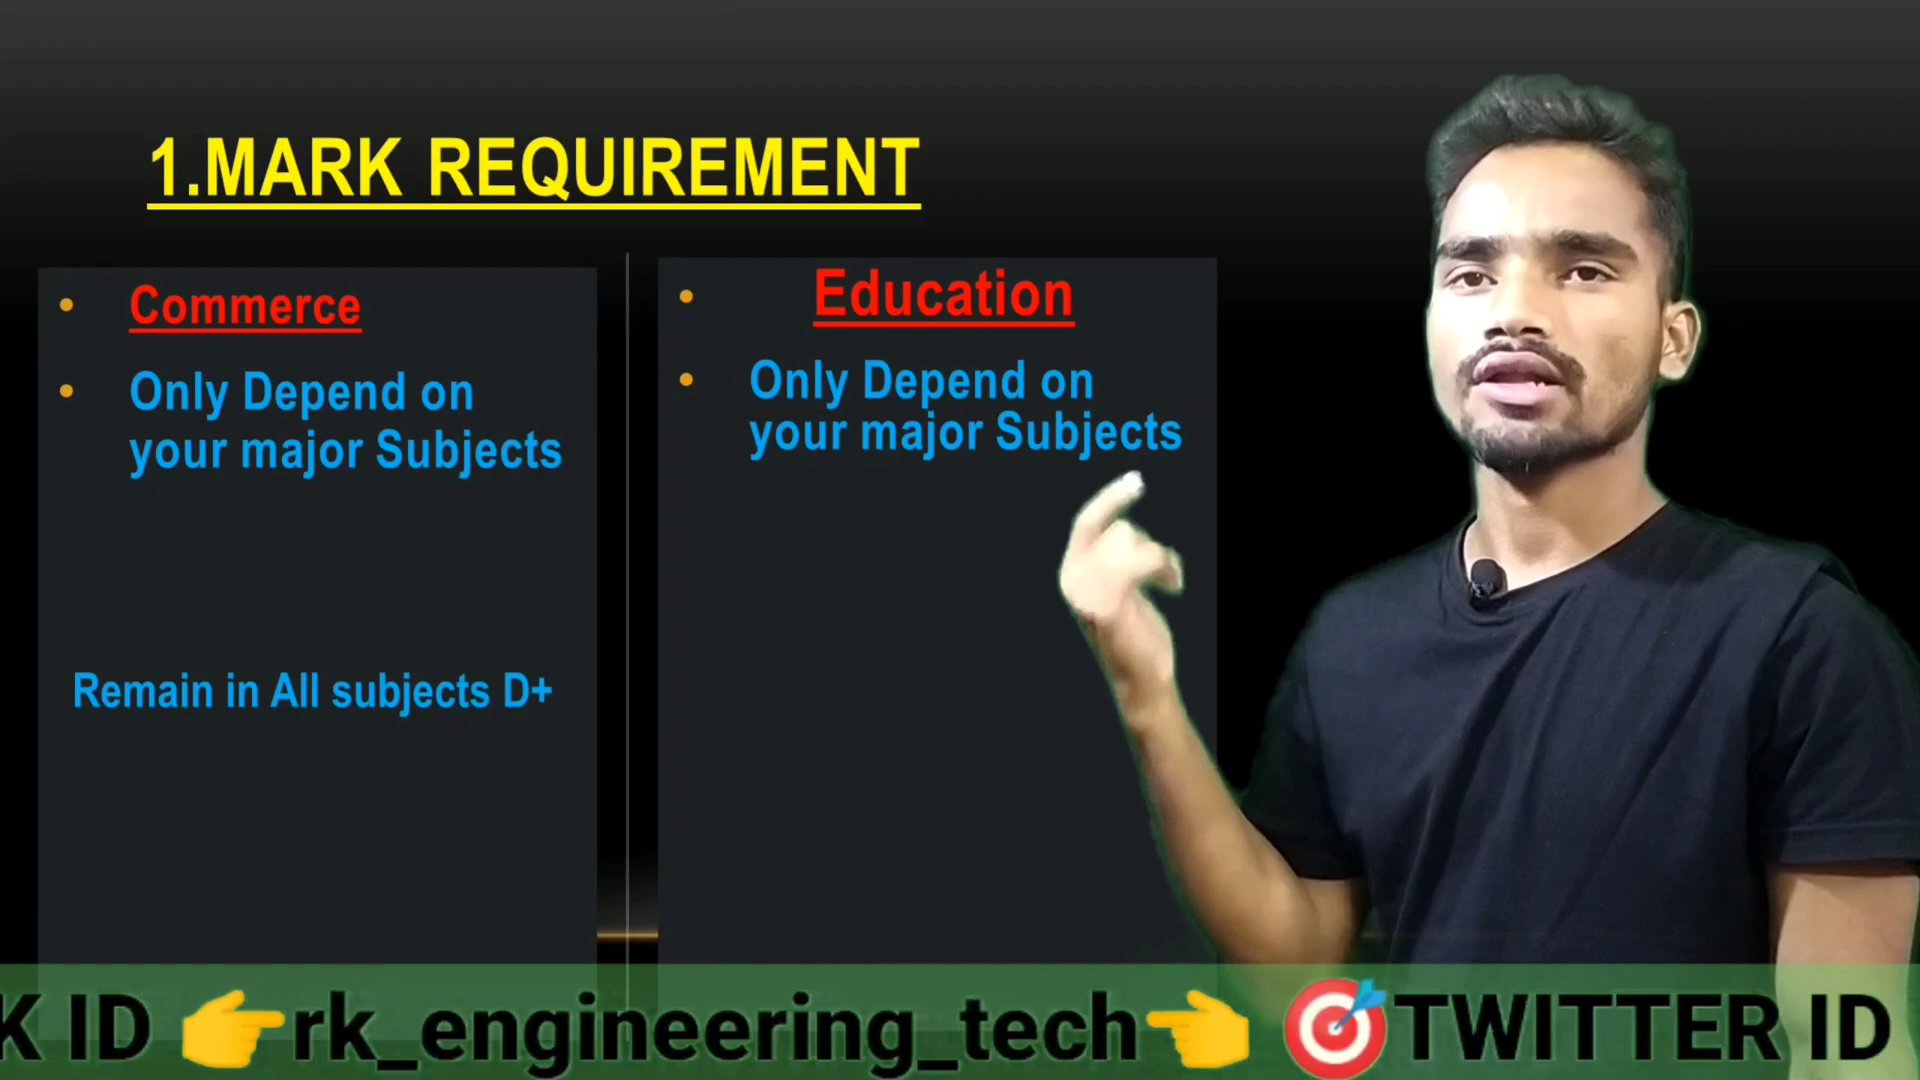 1.MARK REQUIREMENT
• Commerce
• Only Depend on
your major Subjects
Remain in All subjects D+
• Education
• Only Depend on
your major Subjects
K ID 👉rk_engineering_tech👈 🎯TWITTER ID